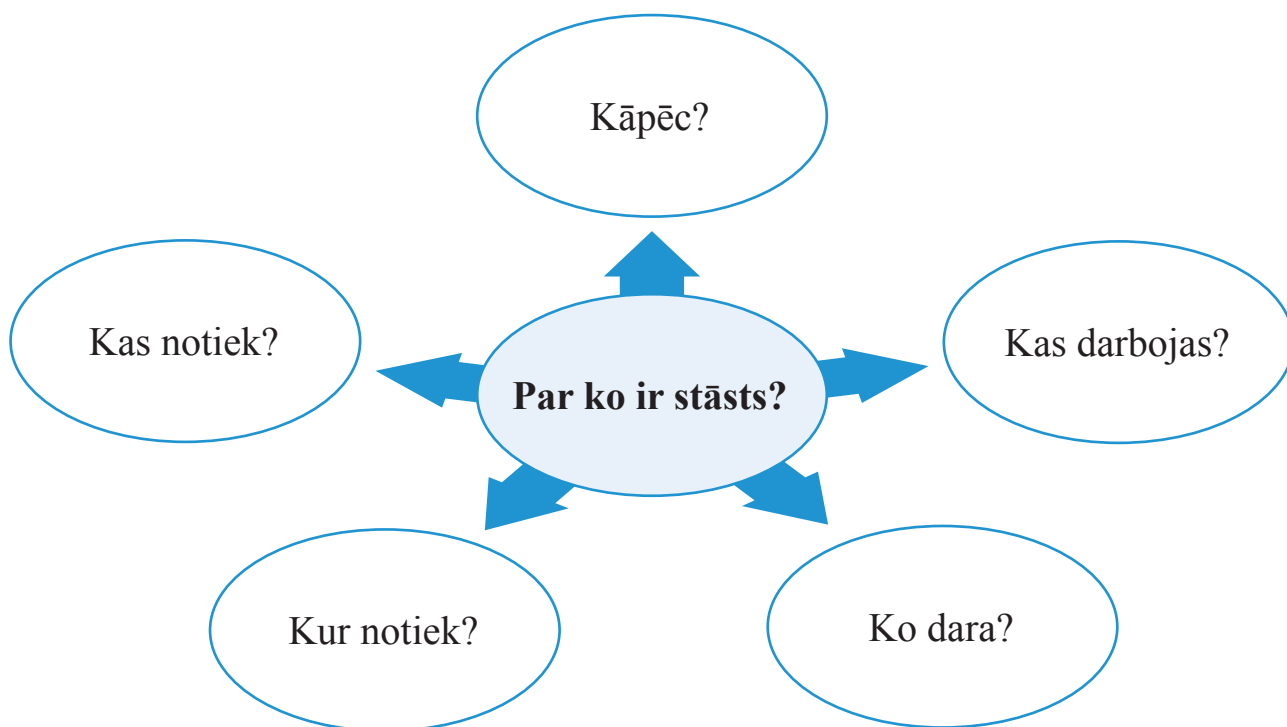 Kāpēc?
Kas notiek?
Kas darbojas?
Par ko ir stāsts?
Kur notiek?
Ko dara?